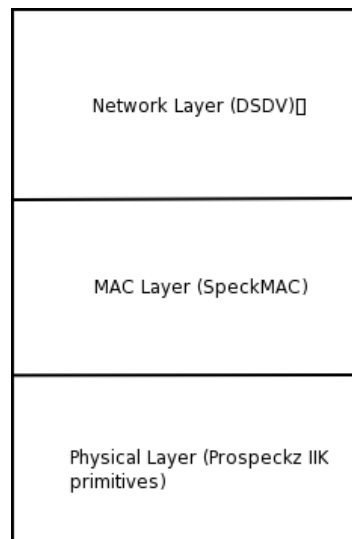 Network Layer (DSDV)
MAC Layer (SpeckMAC)
Physical Layer (Prospeckz IIK
primitives)